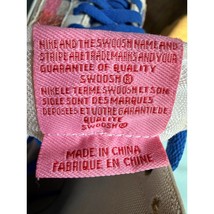 NIKE AND THE SWOOSH NAME AND
STRIPE ARE TRADEMARKS AND YOUR
GUARANTEE OF QUALITY
SWOOSH®
NIKE LE TERME SWOOSH ET SON
SIGLE SONT DES MARQUES
DEPOSEES ET VOTRE GARANTIE DE
QUALITE
SWOOSH®
MADE IN CHINA
FABRIQUE EN CHINE